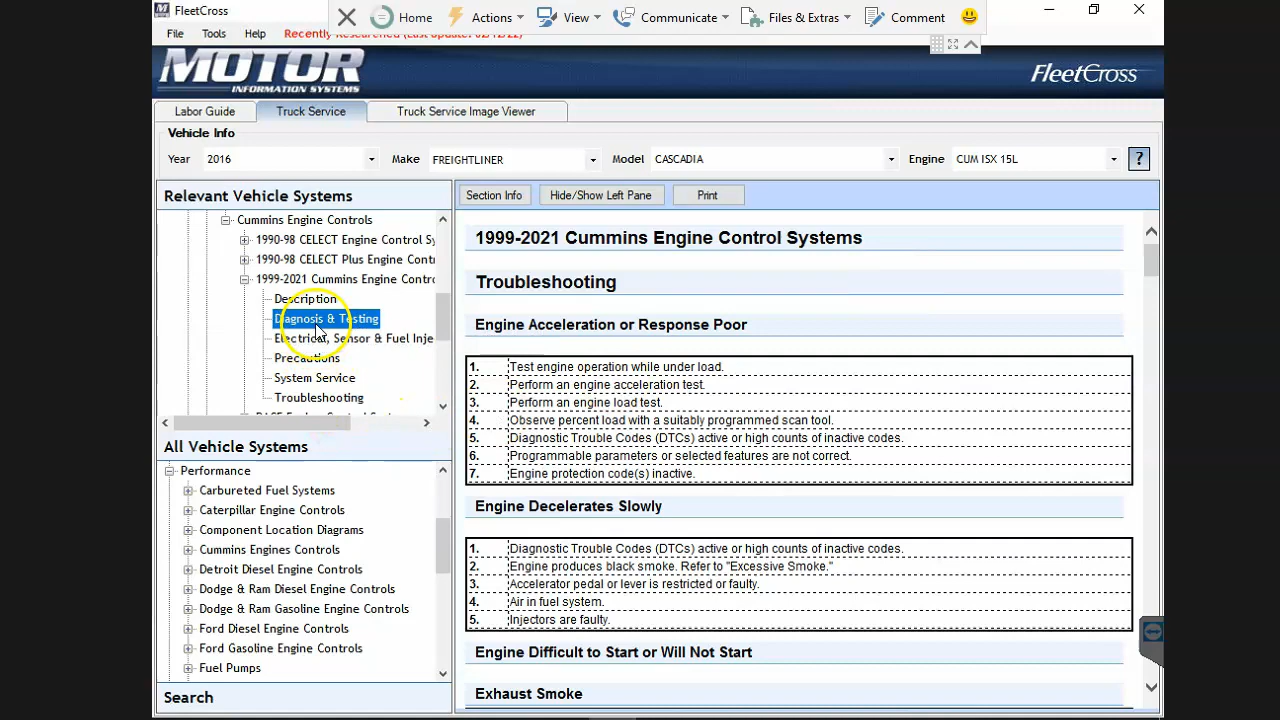 FleetCross
Home
Actions
View
Communicate
Files & Extras
Comment
File
Tools
Help
MOTOR
INFORMATION SYSTEMS
FleetCross
Labor Guide
Truck Service
Truck Service Image Viewer
Vehicle Info
Year
2016
Make
FREIGHTLINER
Model
CASCADIA
Engine
CUM ISX 15L
?
Relevant Vehicle Systems
Cummins Engine Controls
1990-98 CELECT Engine Control Sy
1990-98 CELECT Plus Engine Contr
1999-2021 Cummins Engine Contro
Description
Diagnosis & Testing
Electrical, Sensor & Fuel Inje
Precautions
System Service
Troubleshooting
All Vehicle Systems
Performance
Carbureted Fuel Systems
Caterpillar Engine Controls
Component Location Diagrams
Cummins Engines Controls
Detroit Diesel Engine Controls
Dodge & Ram Diesel Engine Controls
Dodge & Ram Gasoline Engine Controls
Ford Diesel Engine Controls
Ford Gasoline Engine Controls
Fuel Pumps
Search
Section Info
Hide/Show Left Pane
Print
1999-2021 Cummins Engine Control Systems
Troubleshooting
Engine Acceleration or Response Poor
1. Test engine operation while under load.
2. Perform an engine acceleration test.
3. Perform an engine load test.
4. Observe percent load with a suitably programmed scan tool.
5. Diagnostic Trouble Codes (DTCs) active or high counts of inactive codes.
6. Programmable parameters or selected features are not correct.
7. Engine protection code(s) inactive.
Engine Decelerates Slowly
1. Diagnostic Trouble Codes (DTCs) active or high counts of inactive codes.
2. Engine produces black smoke. Refer to "Excessive Smoke."
3. Accelerator pedal or lever is restricted or faulty.
4. Air in fuel system.
5. Injectors are faulty.
Engine Difficult to Start or Will Not Start
Exhaust Smoke